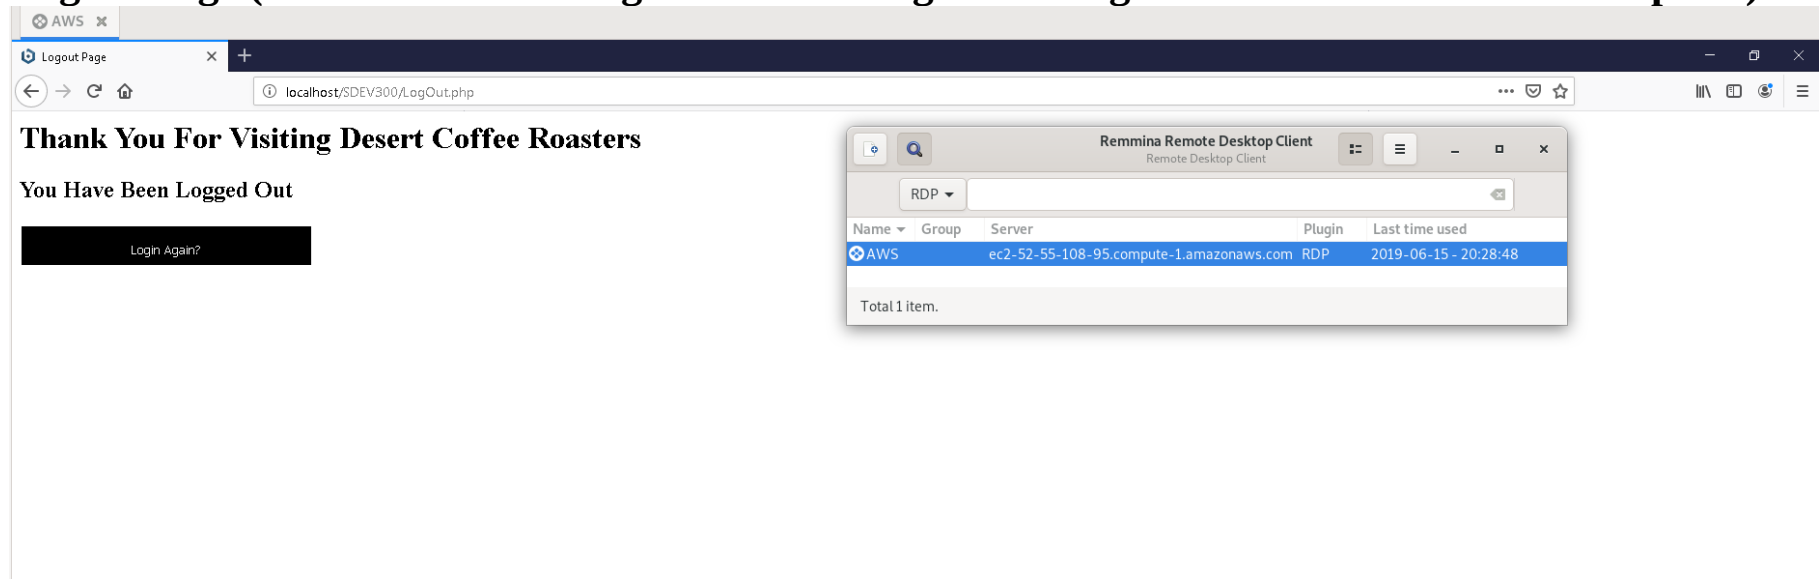 AWS
Logout Page
localhost/SDEV300/LogOut.php
Thank You For Visiting Desert Coffee Roasters
You Have Been Logged Out
Login Again?
Remmina Remote Desktop Client
Remote Desktop Client
RDP
Name Group Server Plugin Last time used
AWS ec2-52-55-108-95.compute-1.amazonaws.com RDP 2019-06-15 - 20:28:48
Total 1 item.